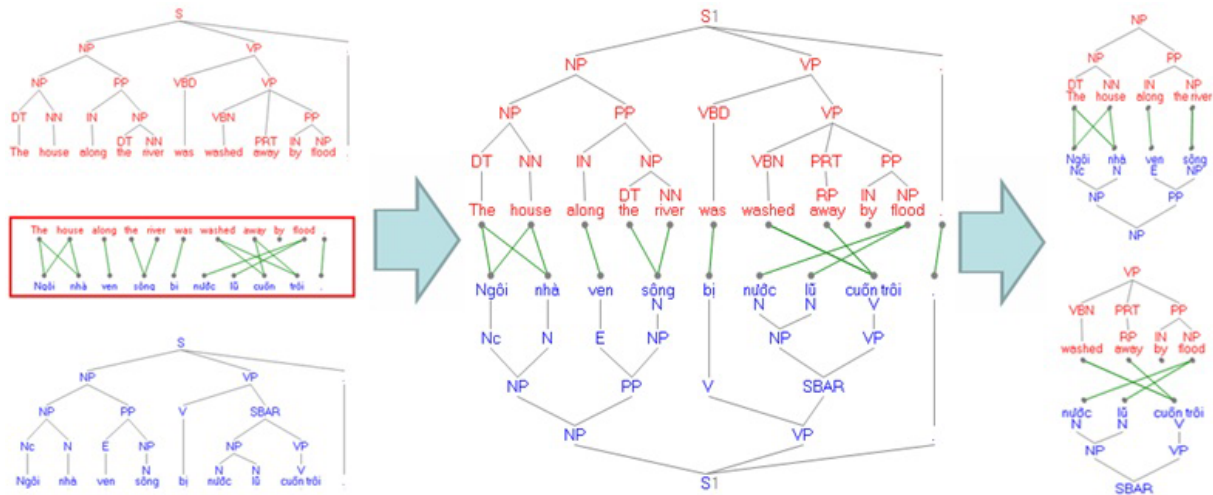 S
NP VP
NP PP VBD VP
DT NN IN NP VBN PP
DT NN PRT IN NP
The house along the river was washed away by flood .
The house along the river was washed away by flood .
Ngôi nhà ven sông bị nước lũ cuốn trôi .
S
NP VP
NP PP V SBAR
Nc N E NP NP VP
N N N V
Ngôi nhà ven sông bị nước lũ cuốn trôi .
S1
NP VP .
NP PP VBD VP
DT NN IN NP VBN PRT PP
DT NN RP IN NP
The house along the river was washed away by flood .
Ngôi nhà ven sông bị nước lũ cuốn trôi .
N N N V
Nc N E NP NP VP
NP PP V SBAR
NP VP .
S1
NP
NP PP
DT NN IN NP
The house along the river
Ngôi nhà ven sông
Nc N E NP
NP PP
NP
VP
VBN PRT PP
RP IN NP
washed away by flood
nước lũ cuốn trôi
N N V
NP VP
SBAR